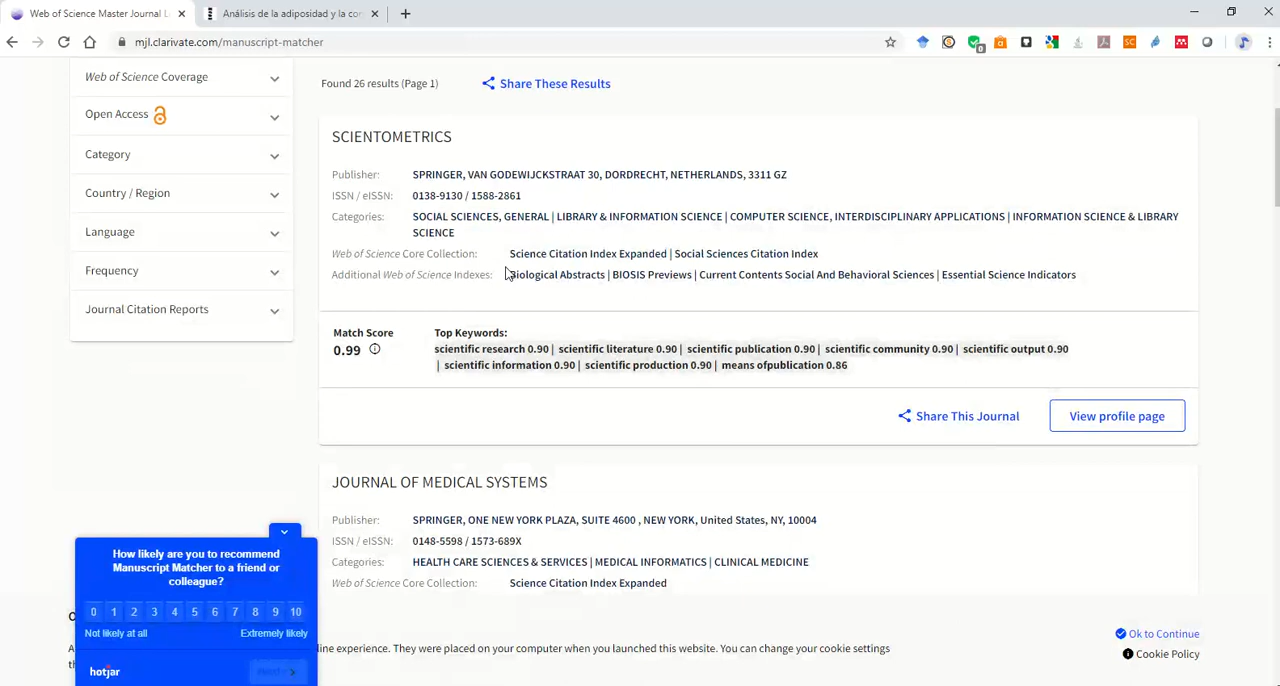 Web of Science Master Journal L
Análisis de la adiposidad y la co
mjl.clarivate.com/manuscript-matcher
Web of Science Coverage
Open Access
Category
Country / Region
Language
Frequency
Journal Citation Reports
Found 26 results (Page 1)
Share These Results
SCIENTOMETRICS
Publisher: SPRINGER, VAN GODEWIJCKSTRAAT 30, DORDRECHT, NETHERLANDS, 3311 GZ
ISSN / eISSN: 0138-9130 / 1588-2861
Categories: SOCIAL SCIENCES, GENERAL | LIBRARY & INFORMATION SCIENCE | COMPUTER SCIENCE, INTERDISCIPLINARY APPLICATIONS | INFORMATION SCIENCE & LIBRARY
SCIENCE
Web of Science Core Collection: Science Citation Index Expanded | Social Sciences Citation Index
Additional Web of Science Indexes: Biological Abstracts | BIOSIS Previews | Current Contents Social And Behavioral Sciences | Essential Science Indicators
Match Score
0.99
Top Keywords:
scientific research 0.90 | scientific literature 0.90 | scientific publication 0.90 | scientific community 0.90 | scientific output 0.90
| scientific information 0.90 | scientific production 0.90 | means ofpublication 0.86
Share This Journal
View profile page
JOURNAL OF MEDICAL SYSTEMS
Publisher: SPRINGER, ONE NEW YORK PLAZA, SUITE 4600 , NEW YORK, United States, NY, 10004
ISSN / eISSN: 0148-5598 / 1573-689X
Categories: HEALTH CARE SCIENCES & SERVICES | MEDICAL INFORMATICS | CLINICAL MEDICINE
Web of Science Core Collection: Science Citation Index Expanded
How likely are you to recommend
Manuscript Matcher to a friend or
colleague?
0 1 2 3 4 5 6 7 8 9 10
Not likely at all
Extremely likely
hotjar
Next
line experience. They were placed on your computer when you launched this website. You can change your cookie settings
Ok to Continue
Cookie Policy